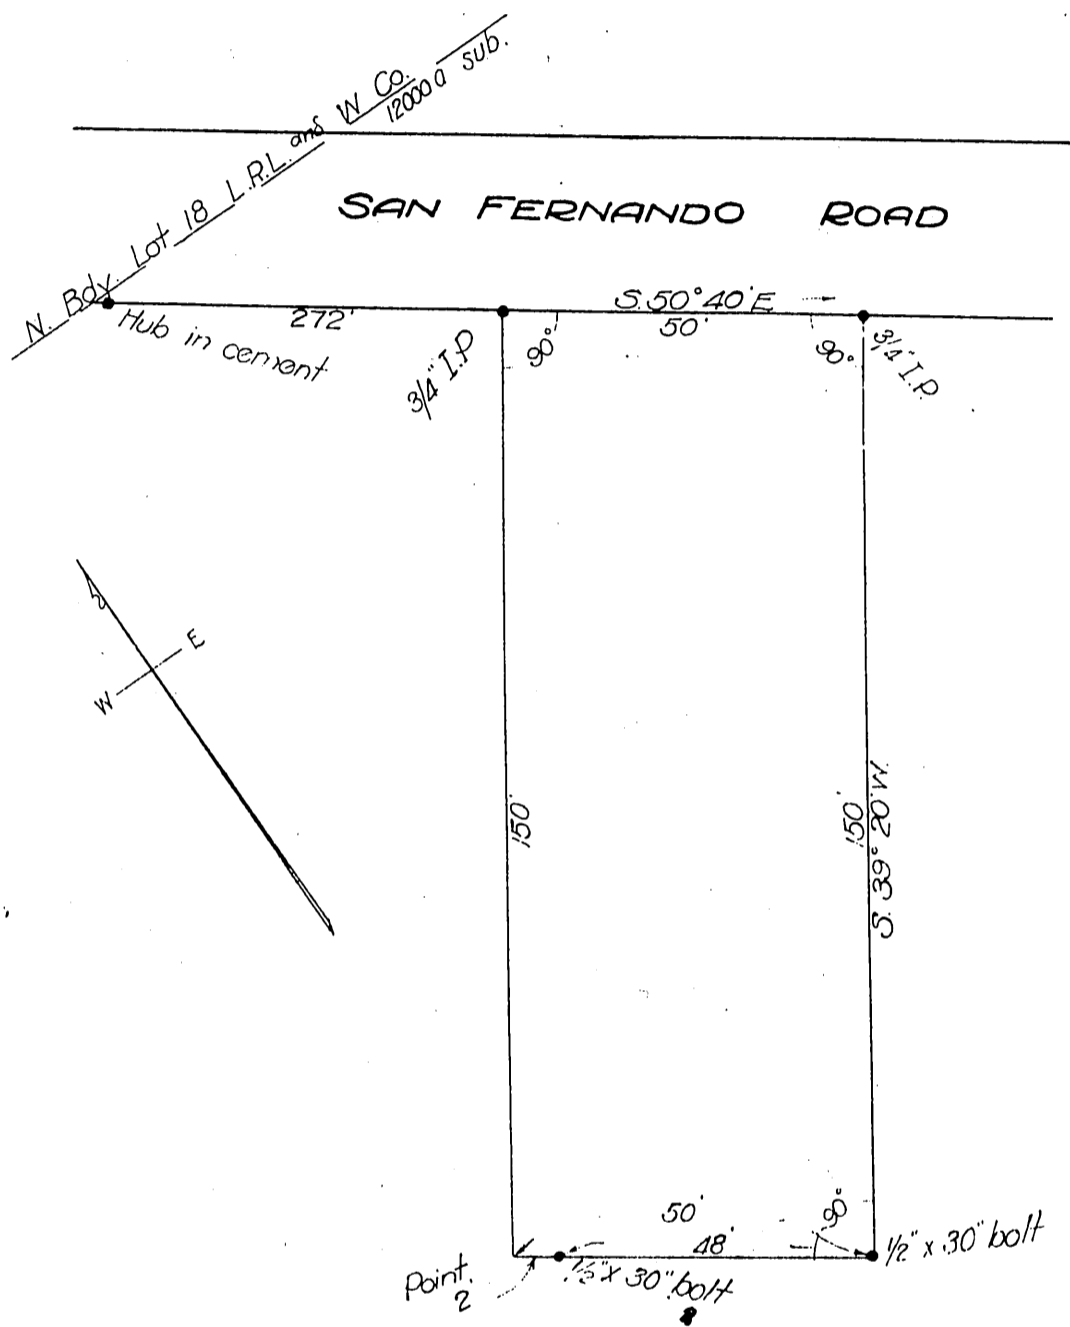 N. Bdy. Lot 18 L.R.L. and W Co.
12000 a sub.
SAN FERNANDO ROAD
S. 50° 40' E
272'
50'
Hub in cement
3/4" I.P
90°
90°
3/4" I.P.
N
E
W
150'
150'
S. 39° 20' W.
50'
48'
90°
1/2" x 30" bolt
1/2" x 30" bolt
Point.
2